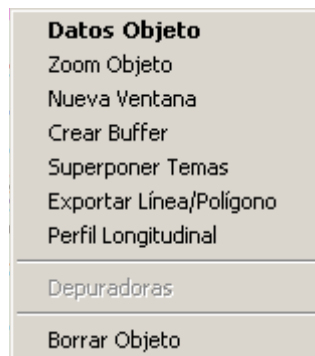 Datos Objeto
Zoom Objeto
Nueva Ventana
Crear Buffer
Superponer Temas
Exportar Línea/Polígono
Perfil Longitudinal
Depuradoras
Borrar Objeto